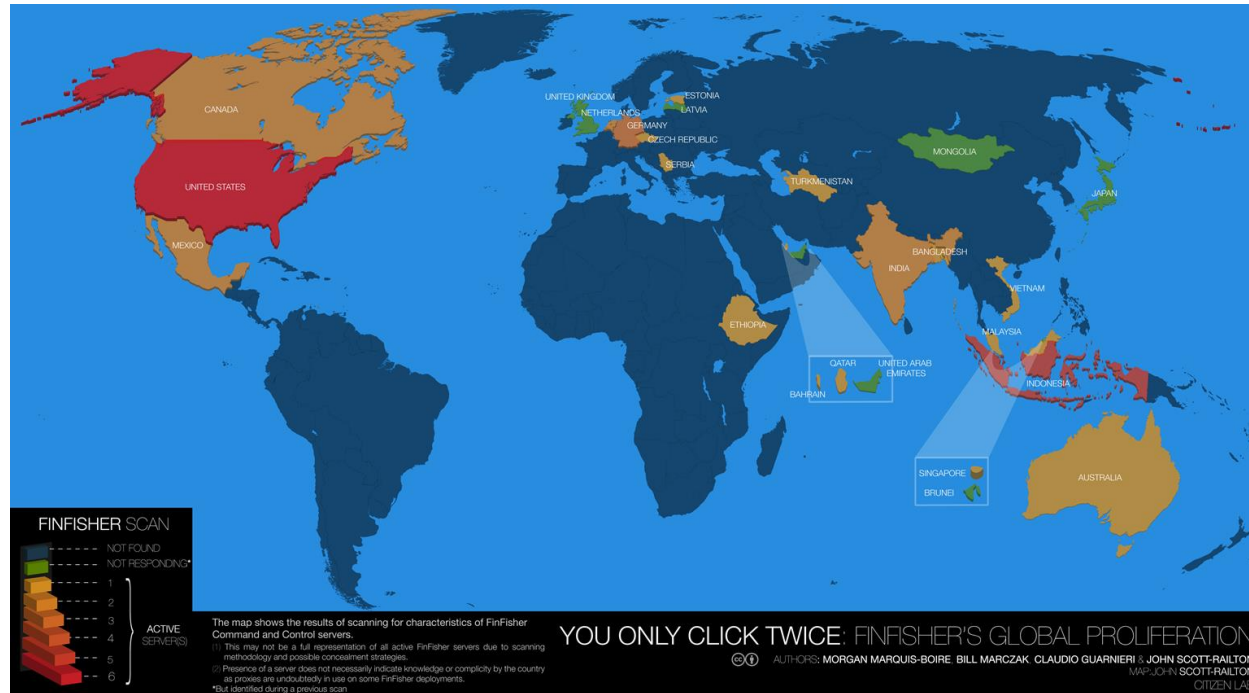 CANADA
UNITED STATES
MEXICO
UNITED KINGDOM
NETHERLANDS
GERMANY
CZECH REPUBLIC
ESTONIA
LATVIA
SERBIA
TURKMENISTAN
MONGOLIA
JAPAN
INDIA
BANGLADESH
VIETNAM
ETHIOPIA
MALAYSIA
INDONESIA
BAHRAIN
QATAR
UNITED ARAB
EMIRATES
SINGAPORE
BRUNEI
AUSTRALIA
FINFISHER SCAN
NOT FOUND
NOT RESPONDING*
1
2
3
4
5
6
ACTIVE
SERVER(S)
The map shows the results of scanning for characteristics of FinFisher
Command and Control servers.
(1) This may not be a full representation of all active FinFisher servers due to scanning
methodology and possible concealment strategies.
(2) Presence of a server does not necessarily indicate knowledge or complicity by the country
as proxies are undoubtedly in use on some FinFisher deployments.
*But identified during a previous scan
YOU ONLY CLICK TWICE: FINFISHER'S GLOBAL PROLIFERATION
cc AUTHORS: MORGAN MARQUIS-BOIRE, BILL MARCZAK, CLAUDIO GUARNIERI & JOHN SCOTT-RAILTON
MAP:JOHN SCOTT-RAILTON
CITIZEN LAB